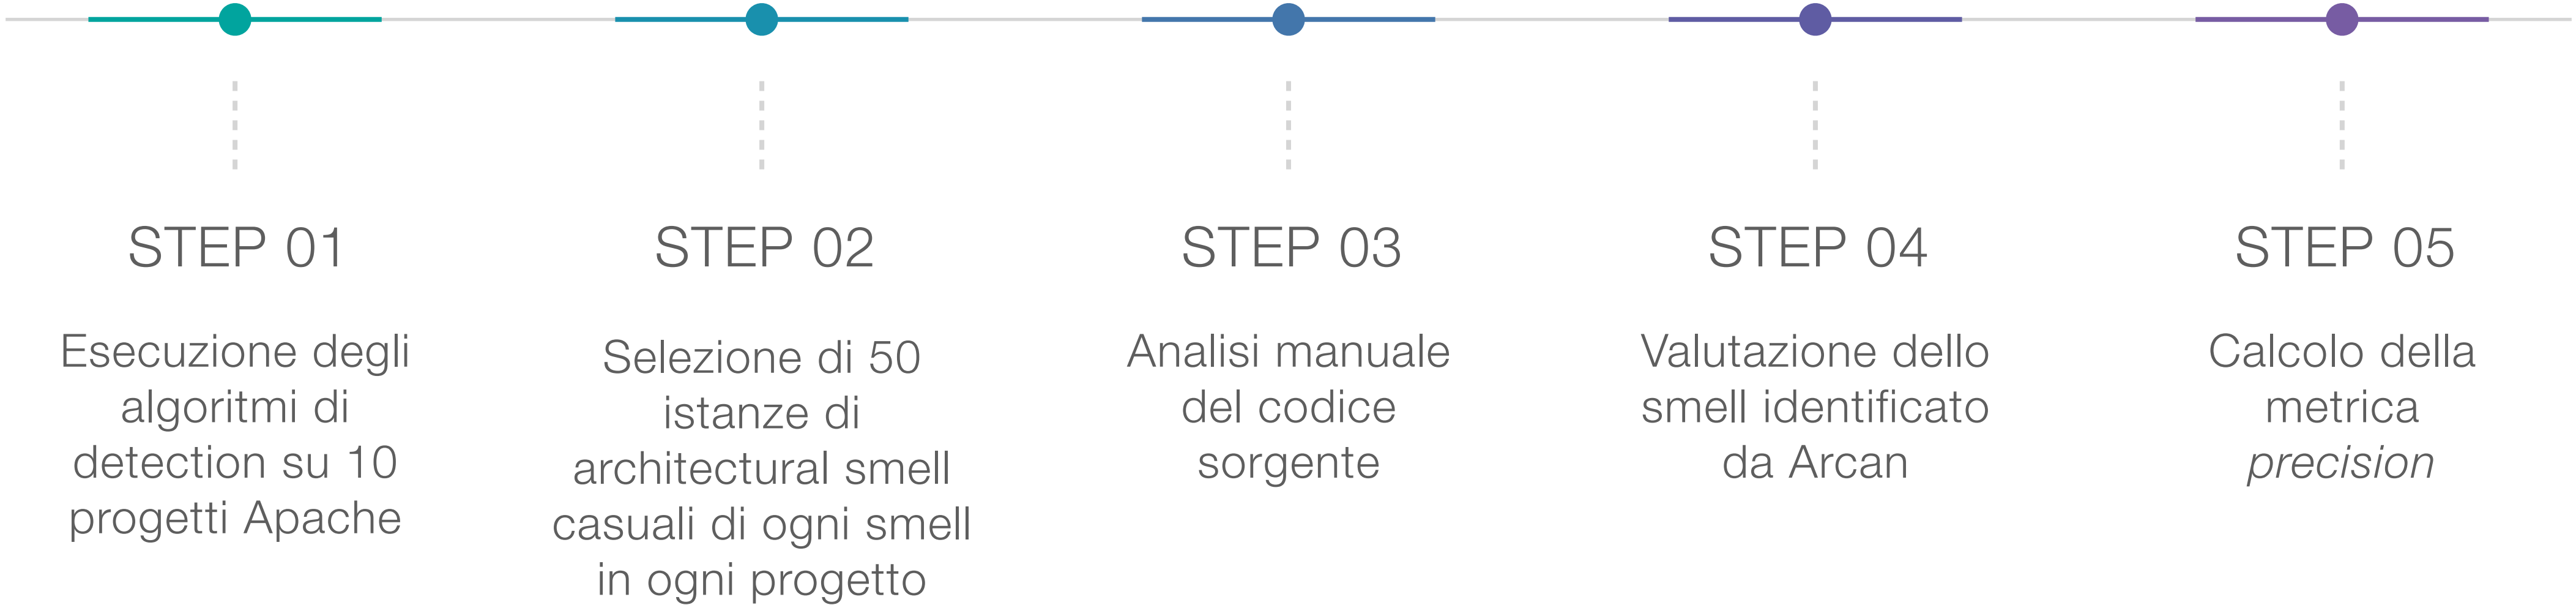 STEP 01
Esecuzione degli
algoritmi di
detection su 10
progetti Apache
STEP 02
Selezione di 50
istanze di
architectural smell
casuali di ogni smell
in ogni progetto
STEP 03
Analisi manuale
del codice
sorgente
STEP 04
Valutazione dello
smell identificato
da Arcan
STEP 05
Calcolo della
metrica
precision